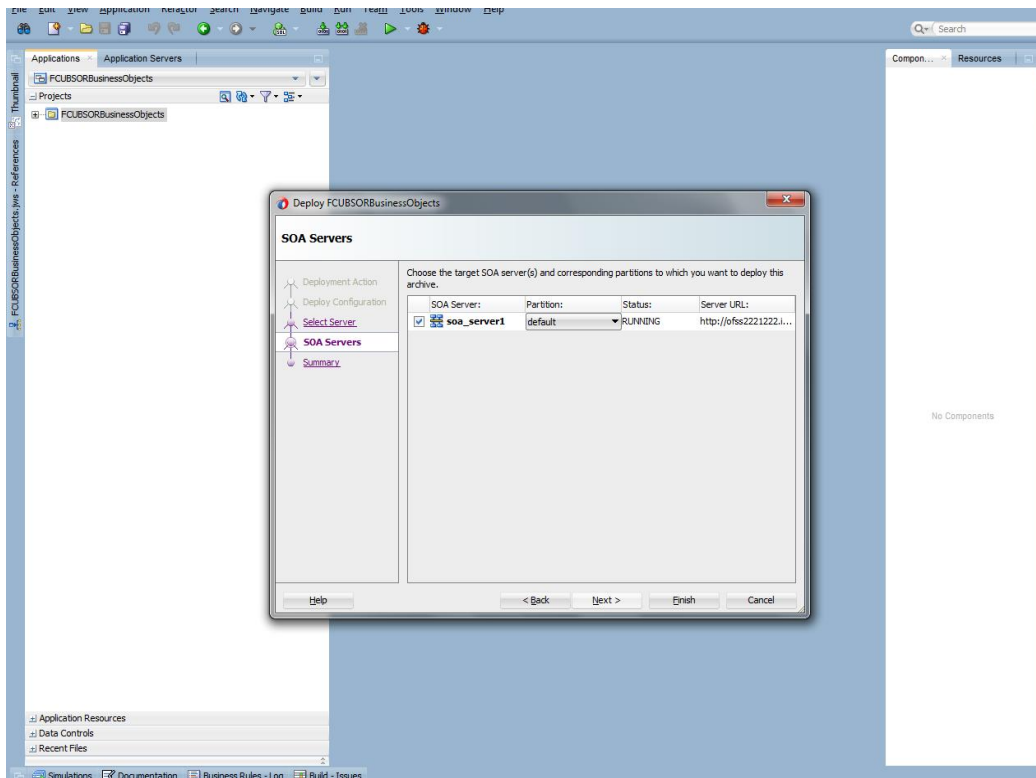 File Edit View Application Refactor Search Navigate Build Run Team Tools Window Help
Search
Applications Application Servers
Compon... Resources
FCUBSORBusinessObjects
Projects
FCUBSORBusinessObjects
Thumbnail
FCUBSORBusinessObjects.jws - References
Deploy FCUBSORBusinessObjects
SOA Servers
Choose the target SOA server(s) and corresponding partitions to which you want to deploy this
archive.
Deployment Action
Deploy Configuration
Select Server
SOA Servers
Summary
SOA Server: Partition: Status: Server URL:
soa_server1 default RUNNING http://ofss2221222.i...
No Components
Help < Back Next > Finish Cancel
Application Resources
Data Controls
Recent Files
Simulations Documentation Business Rules - Log Build - Issues